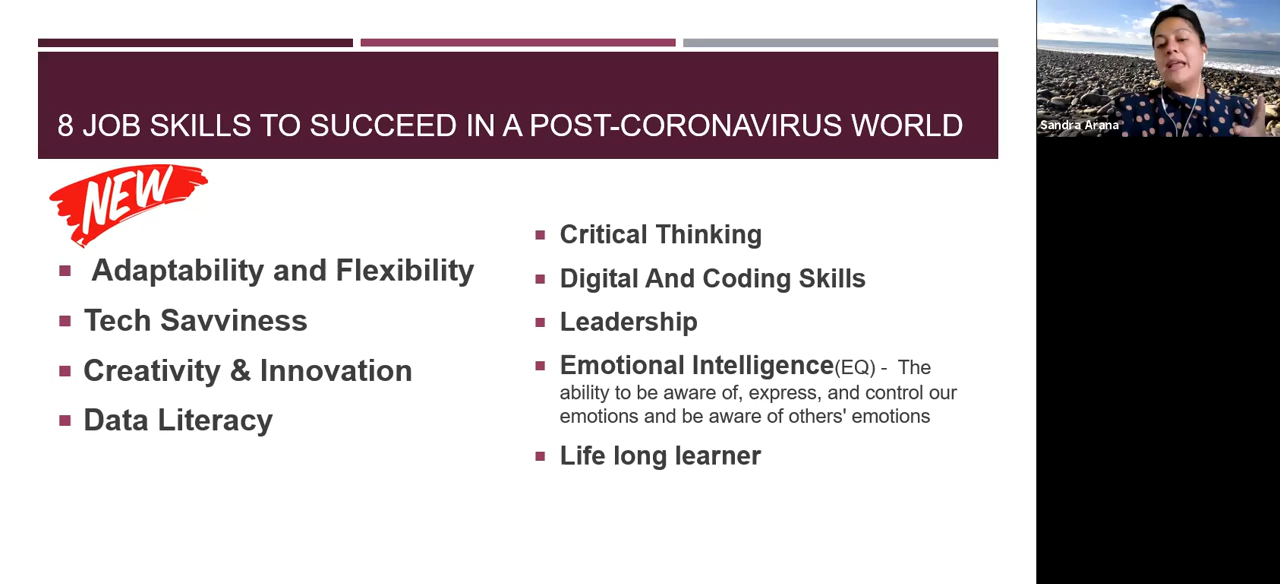 8 JOB SKILLS TO SUCCEED IN A POST-CORONAVIRUS WORLD
NEW
Adaptability and Flexibility
Tech Savviness
Creativity & Innovation
Data Literacy
Critical Thinking
Digital And Coding Skills
Leadership
Emotional Intelligence(EQ) - The
ability to be aware of, express, and control our
emotions and be aware of others' emotions
Life long learner
Sandra Arana